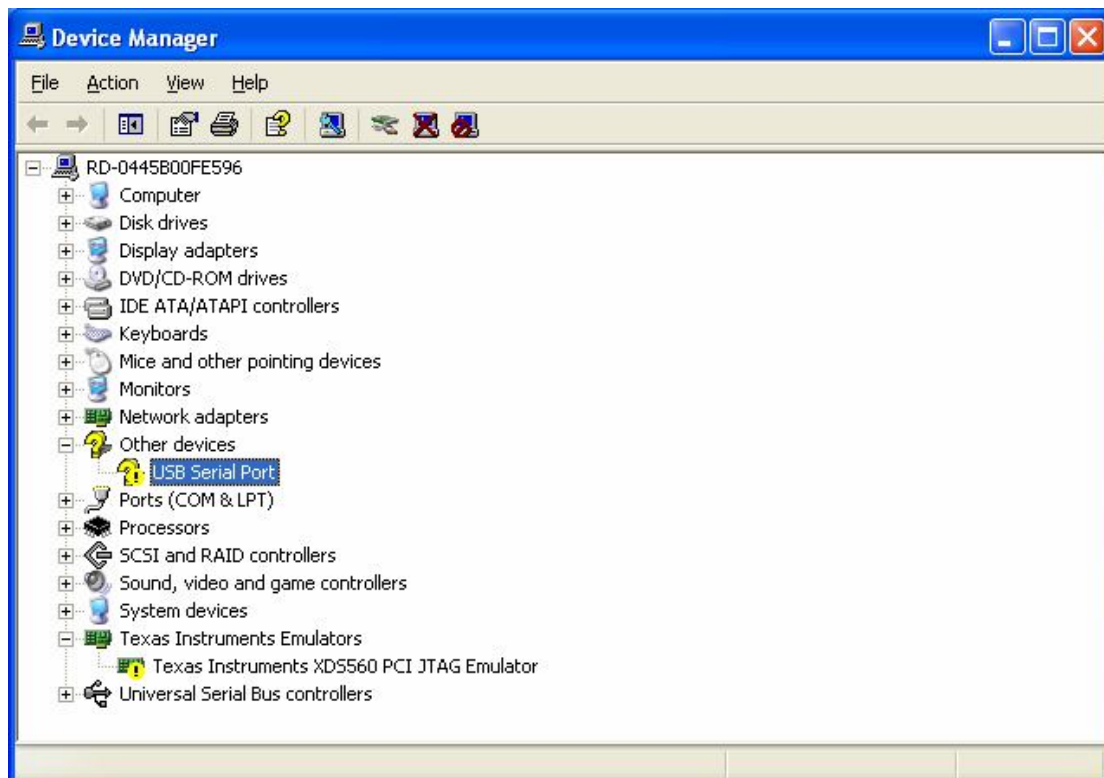 Device Manager
File Action View Help
RD-0445B00FE596
Computer
Disk drives
Display adapters
DVD/CD-ROM drives
IDE ATA/ATAPI controllers
Keyboards
Mice and other pointing devices
Monitors
Network adapters
Other devices
USB Serial Port
Ports (COM & LPT)
Processors
SCSI and RAID controllers
Sound, video and game controllers
System devices
Texas Instruments Emulators
Texas Instruments XDS560 PCI JTAG Emulator
Universal Serial Bus controllers